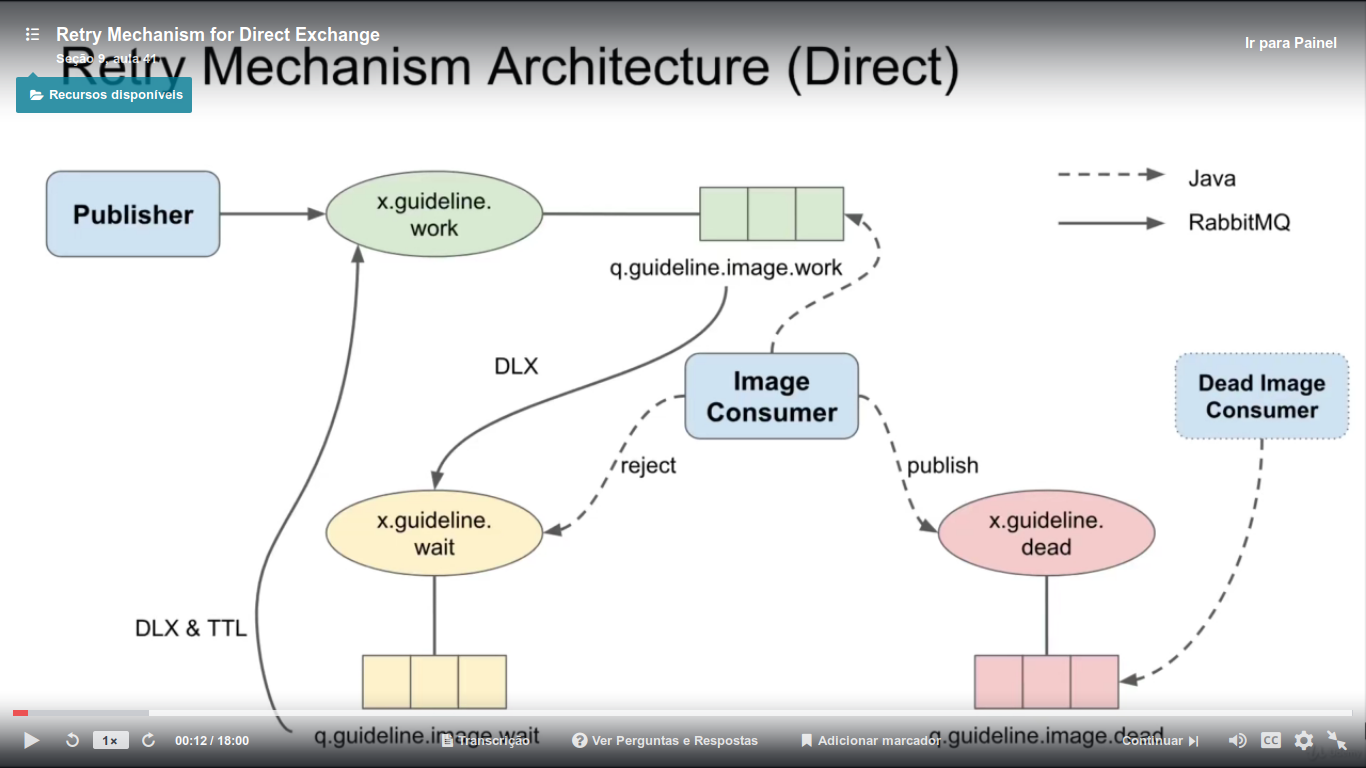 Retry Mechanism for Direct Exchange
Seção 9, aula 41
Ir para Painel
Retry Mechanism Architecture (Direct)
Recursos disponíveis
Publisher
x.guideline.
work
q.guideline.image.work
Java
RabbitMQ
DLX
Image
Consumer
Dead Image
Consumer
reject
publish
x.guideline.
wait
x.guideline.
dead
DLX & TTL
q.guideline.image.wait
q.guideline.image.dead
1×
00:12 / 18:00
Transcrição
Ver Perguntas e Respostas
Adicionar marcador
Continuar
CC